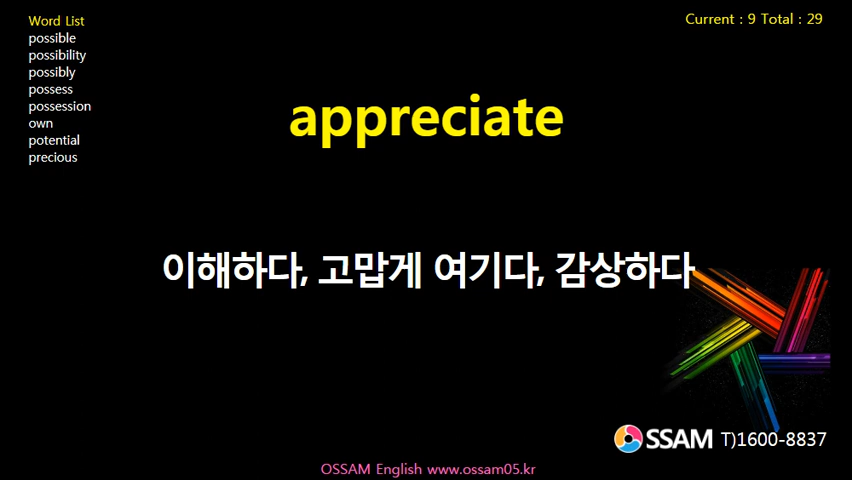 Word List
possible
possibility
possibly
possess
possession
own
potential
precious
Current : 9 Total : 29
appreciate
이해하다, 고맙게 여기다, 감상하다
OSSAM T)1600-8837
OSSAM English www.ossam05.kr